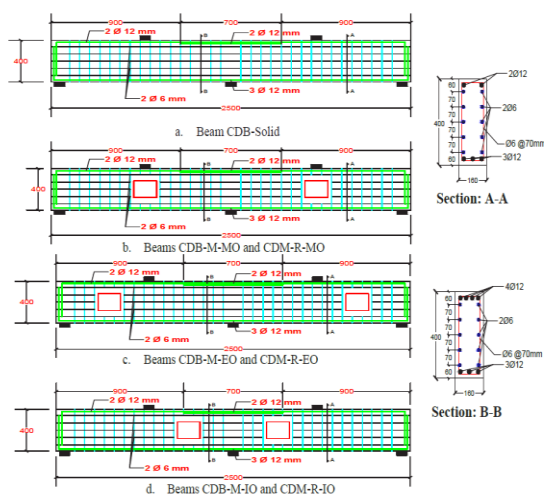 900 700 900
2 Ø 12 mm 2 Ø 12 mm
B A
400
B A
2 Ø 6 mm 3 Ø 12 mm
2500
a. Beam CDB-Solid
900 700 900
2 Ø 12 mm 2 Ø 12 mm
B A
400
B A
2 Ø 6 mm 3 Ø 12 mm
2500
b. Beams CDB-M-MO and CDM-R-MO
900 700 900
2 Ø 12 mm 2 Ø 12 mm
B A
400
B A
2 Ø 6 mm 3 Ø 12 mm
2500
c. Beams CDB-M-EO and CDM-R-EO
900 700 900
2 Ø 12 mm 2 Ø 12 mm
B A
400
B A
2 Ø 6 mm 3 Ø 12 mm
2500
d. Beams CDB-M-IO and CDM-R-IO
2Ø12
60
70
70
2Ø6
400
70
70
Ø6 @70mm
60
3Ø12
160
Section: A-A
4Ø12
60
70
70
2Ø6
400
70
70
Ø6 @70mm
60
3Ø12
160
Section: B-B